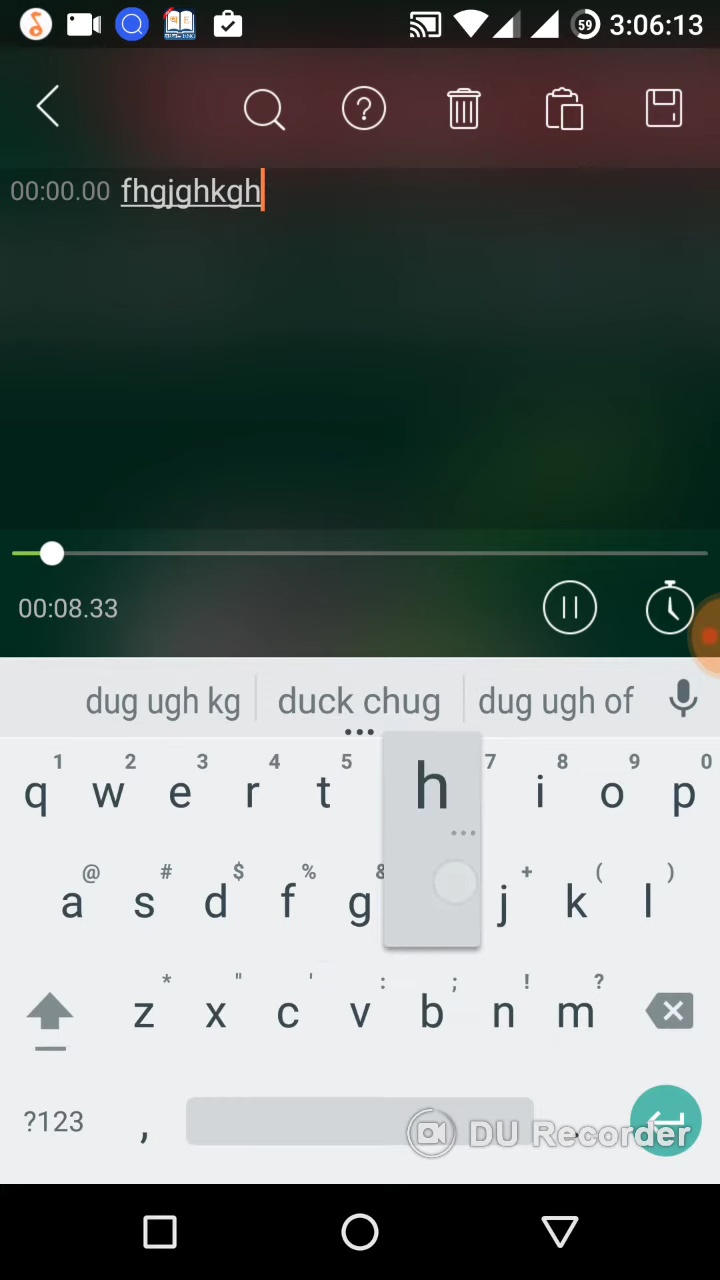 59 3:06:13
00:00.00 fhgjghkgh
00:08.33
dug ugh kg duck chug dug ugh of
1 2 3 4 5 7 8 9 0
q w e r t h i o p
@ # $ % & + ( )
a s d f g j k l
* " ' : ; ! ?
z x c v b n m
?123 , .
DU Recorder